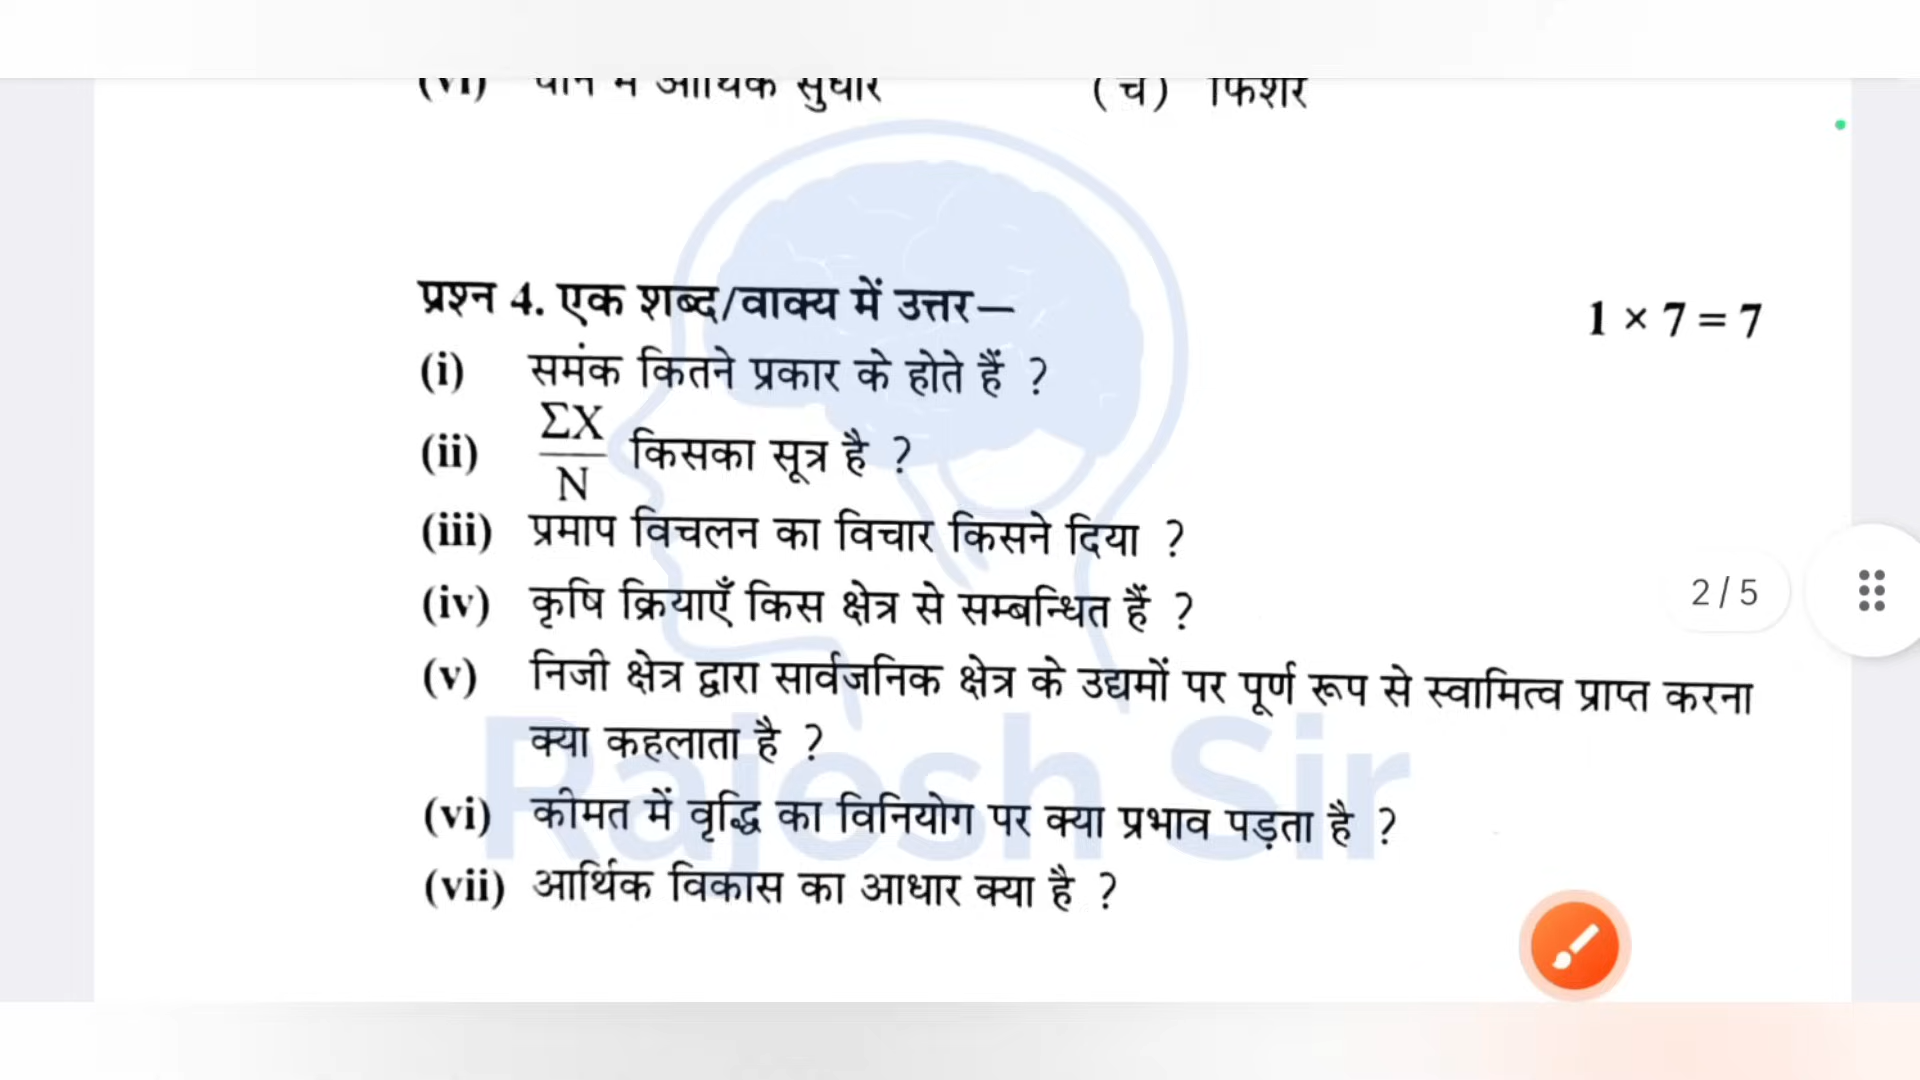 (vi) चीन में आर्थिक सुधार (च) फिशर
प्रश्न 4. एक शब्द/वाक्य में उत्तर— 1 × 7 = 7
(i) समंक कितने प्रकार के होते हैं ?
(ii) ΣX/N किसका सूत्र है ?
(iii) प्रमाप विचलन का विचार किसने दिया ?
(iv) कृषि क्रियाएँ किस क्षेत्र से सम्बन्धित हैं ?
(v) निजी क्षेत्र द्वारा सार्वजनिक क्षेत्र के उद्यमों पर पूर्ण रूप से स्वामित्व प्राप्त करना
क्या कहलाता है ?
(vi) कीमत में वृद्धि का विनियोग पर क्या प्रभाव पड़ता है ?
(vii) आर्थिक विकास का आधार क्या है ?
2 / 5
Rajesh Sir